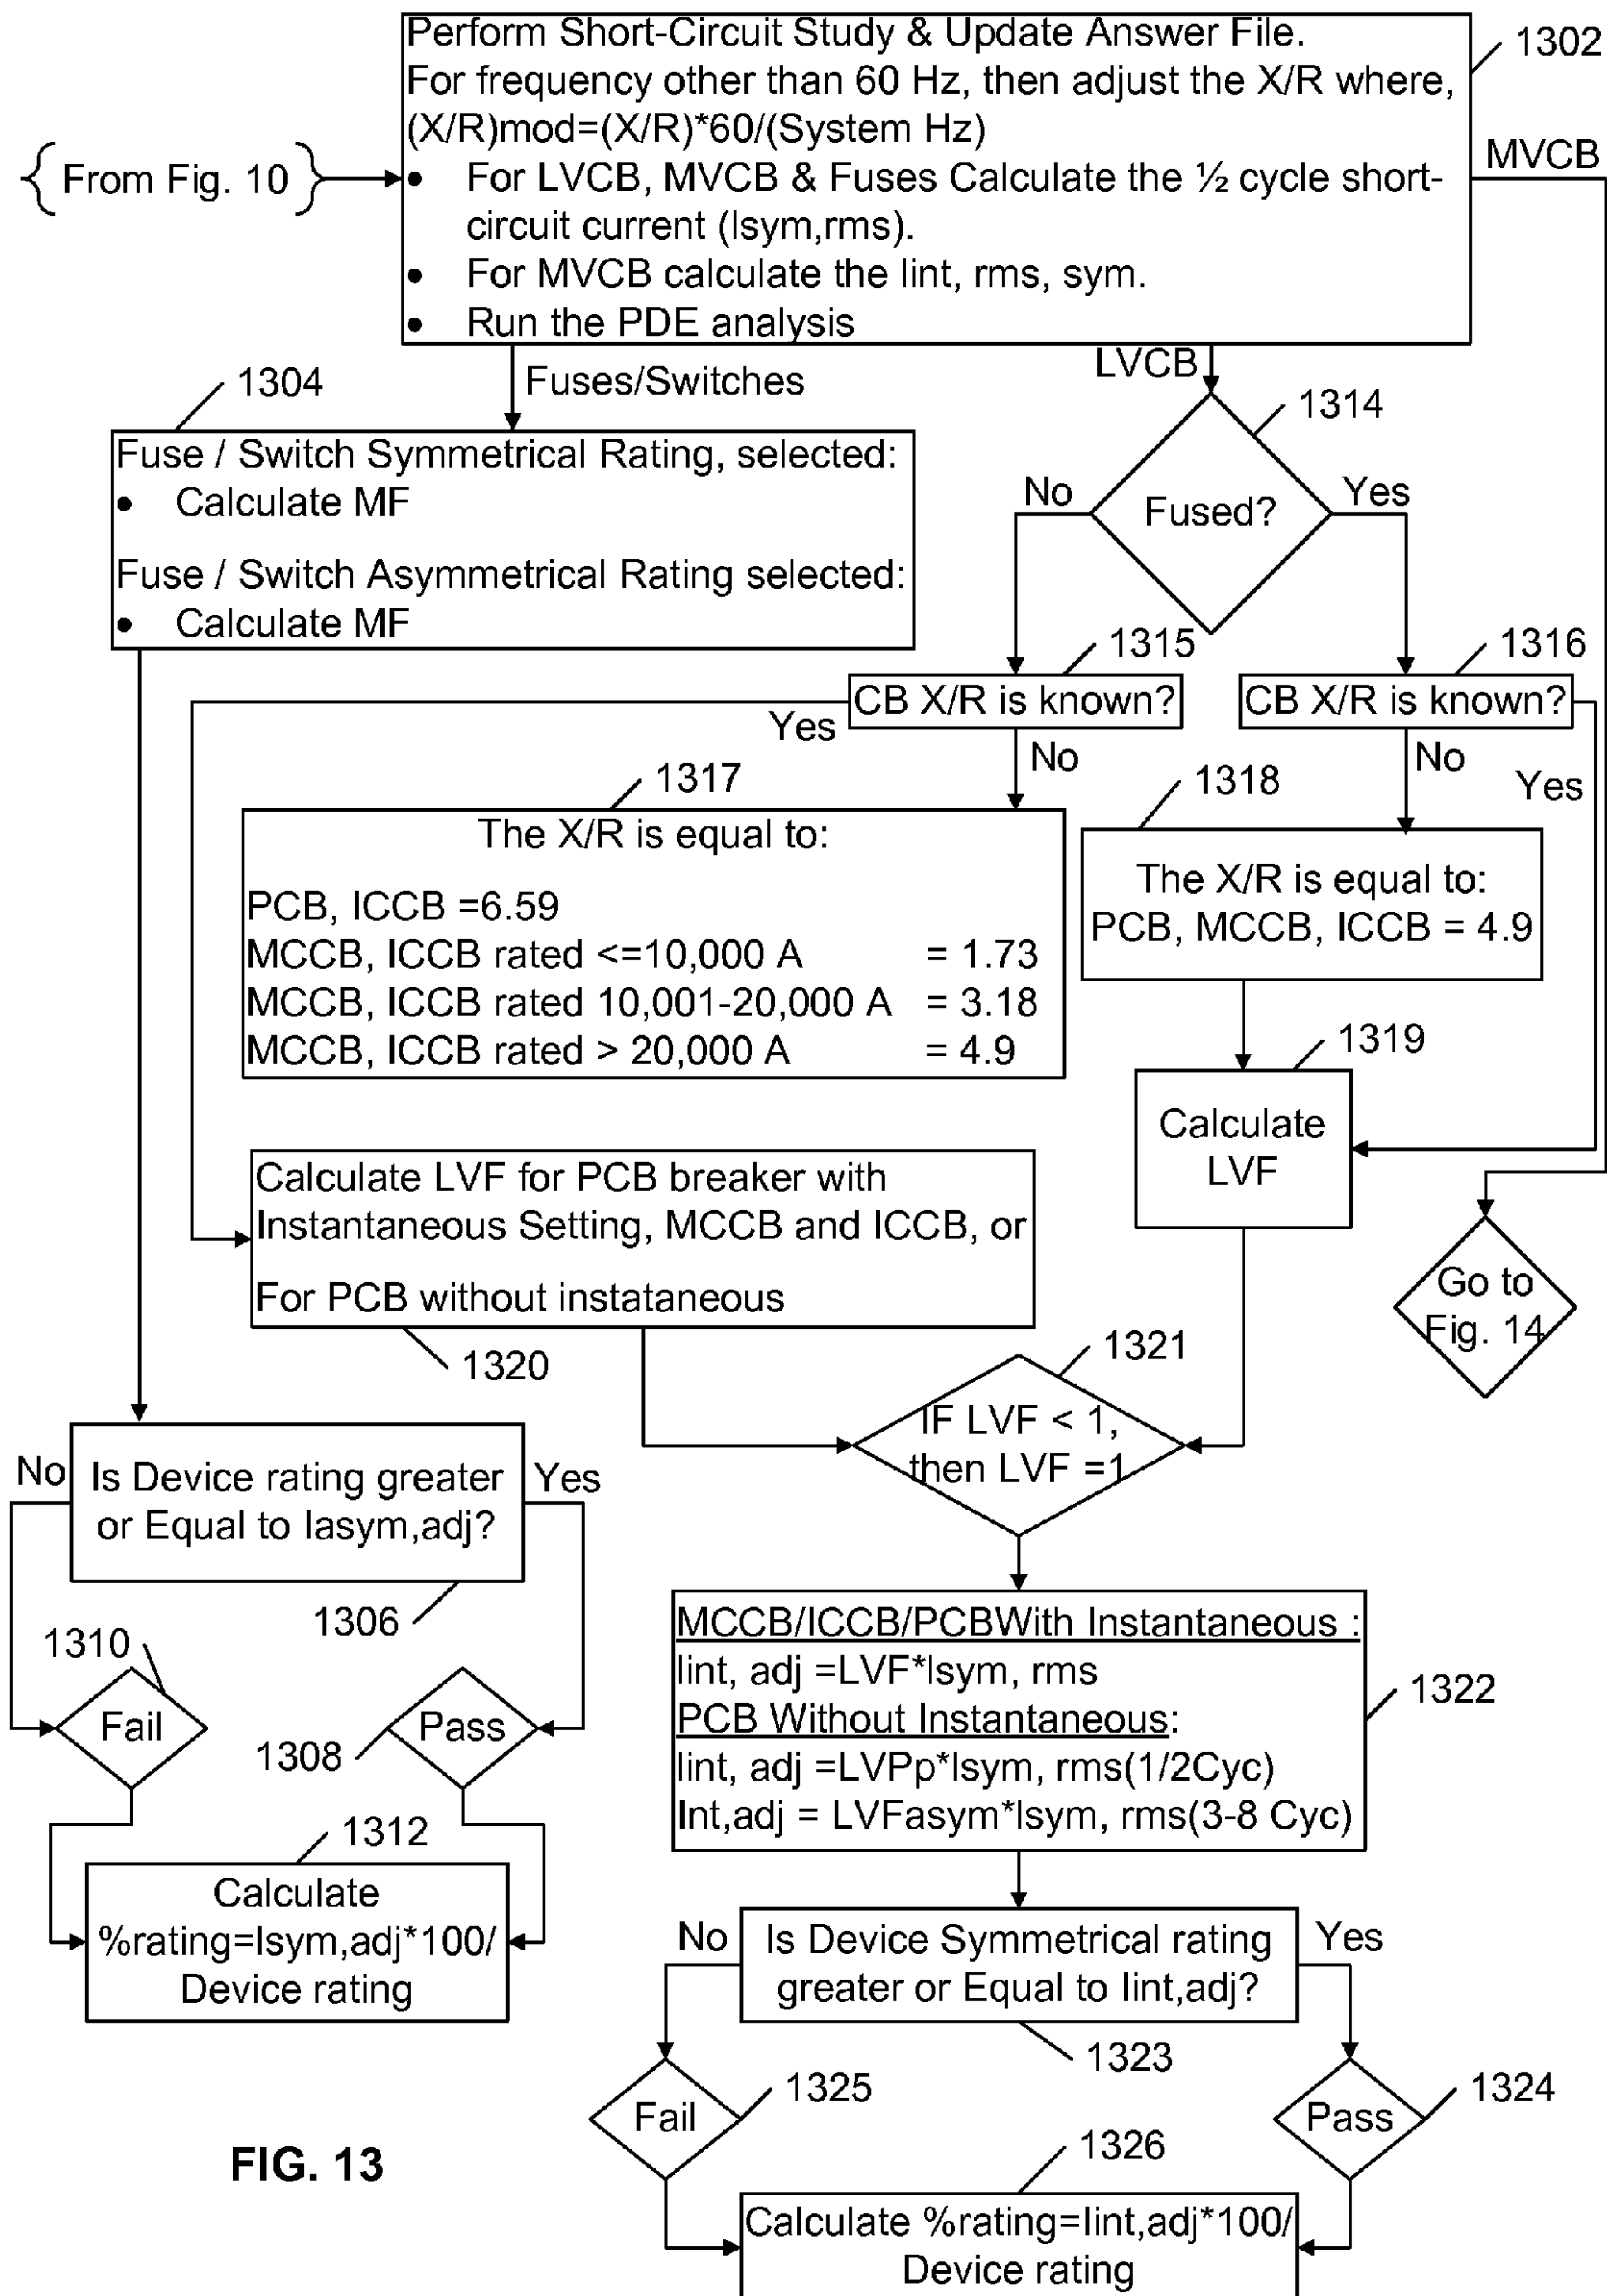 Perform Short-Circuit Study & Update Answer File.
For frequency other than 60 Hz, then adjust the X/R where,
(X/R)mod=(X/R)*60/(System Hz)
• For LVCB, MVCB & Fuses Calculate the ½ cycle short-
circuit current (Isym,rms).
• For MVCB calculate the Iint, rms, sym.
• Run the PDE analysis
1302
From Fig. 10
MVCB
Fuses/Switches
LVCB
1304
Fuse / Switch Symmetrical Rating, selected:
• Calculate MF
Fuse / Switch Asymmetrical Rating selected:
• Calculate MF
1314
Fused?
No
Yes
1315
CB X/R is known?
Yes
No
1316
CB X/R is known?
No
Yes
1317
The X/R is equal to:
PCB, ICCB =6.59
MCCB, ICCB rated <=10,000 A = 1.73
MCCB, ICCB rated 10,001-20,000 A = 3.18
MCCB, ICCB rated > 20,000 A = 4.9
1318
The X/R is equal to:
PCB, MCCB, ICCB = 4.9
1319
Calculate
LVF
Calculate LVF for PCB breaker with
Instantaneous Setting, MCCB and ICCB, or
For PCB without instataneous
1320
Go to
Fig. 14
1321
IF LVF < 1,
then LVF =1
No
Is Device rating greater
or Equal to Iasym,adj?
Yes
1306
1310
Fail
1308
Pass
1312
Calculate
%rating=Isym,adj*100/
Device rating
MCCB/ICCB/PCBWith Instantaneous :
Iint, adj =LVF*Isym, rms
PCB Without Instantaneous:
Iint, adj =LVPp*Isym, rms(1/2Cyc)
Int,adj = LVFasym*Isym, rms(3-8 Cyc)
1322
No
Is Device Symmetrical rating
greater or Equal to Iint,adj?
Yes
1323
Fail
1325
Pass
1324
1326
Calculate %rating=Iint,adj*100/
Device rating
FIG. 13